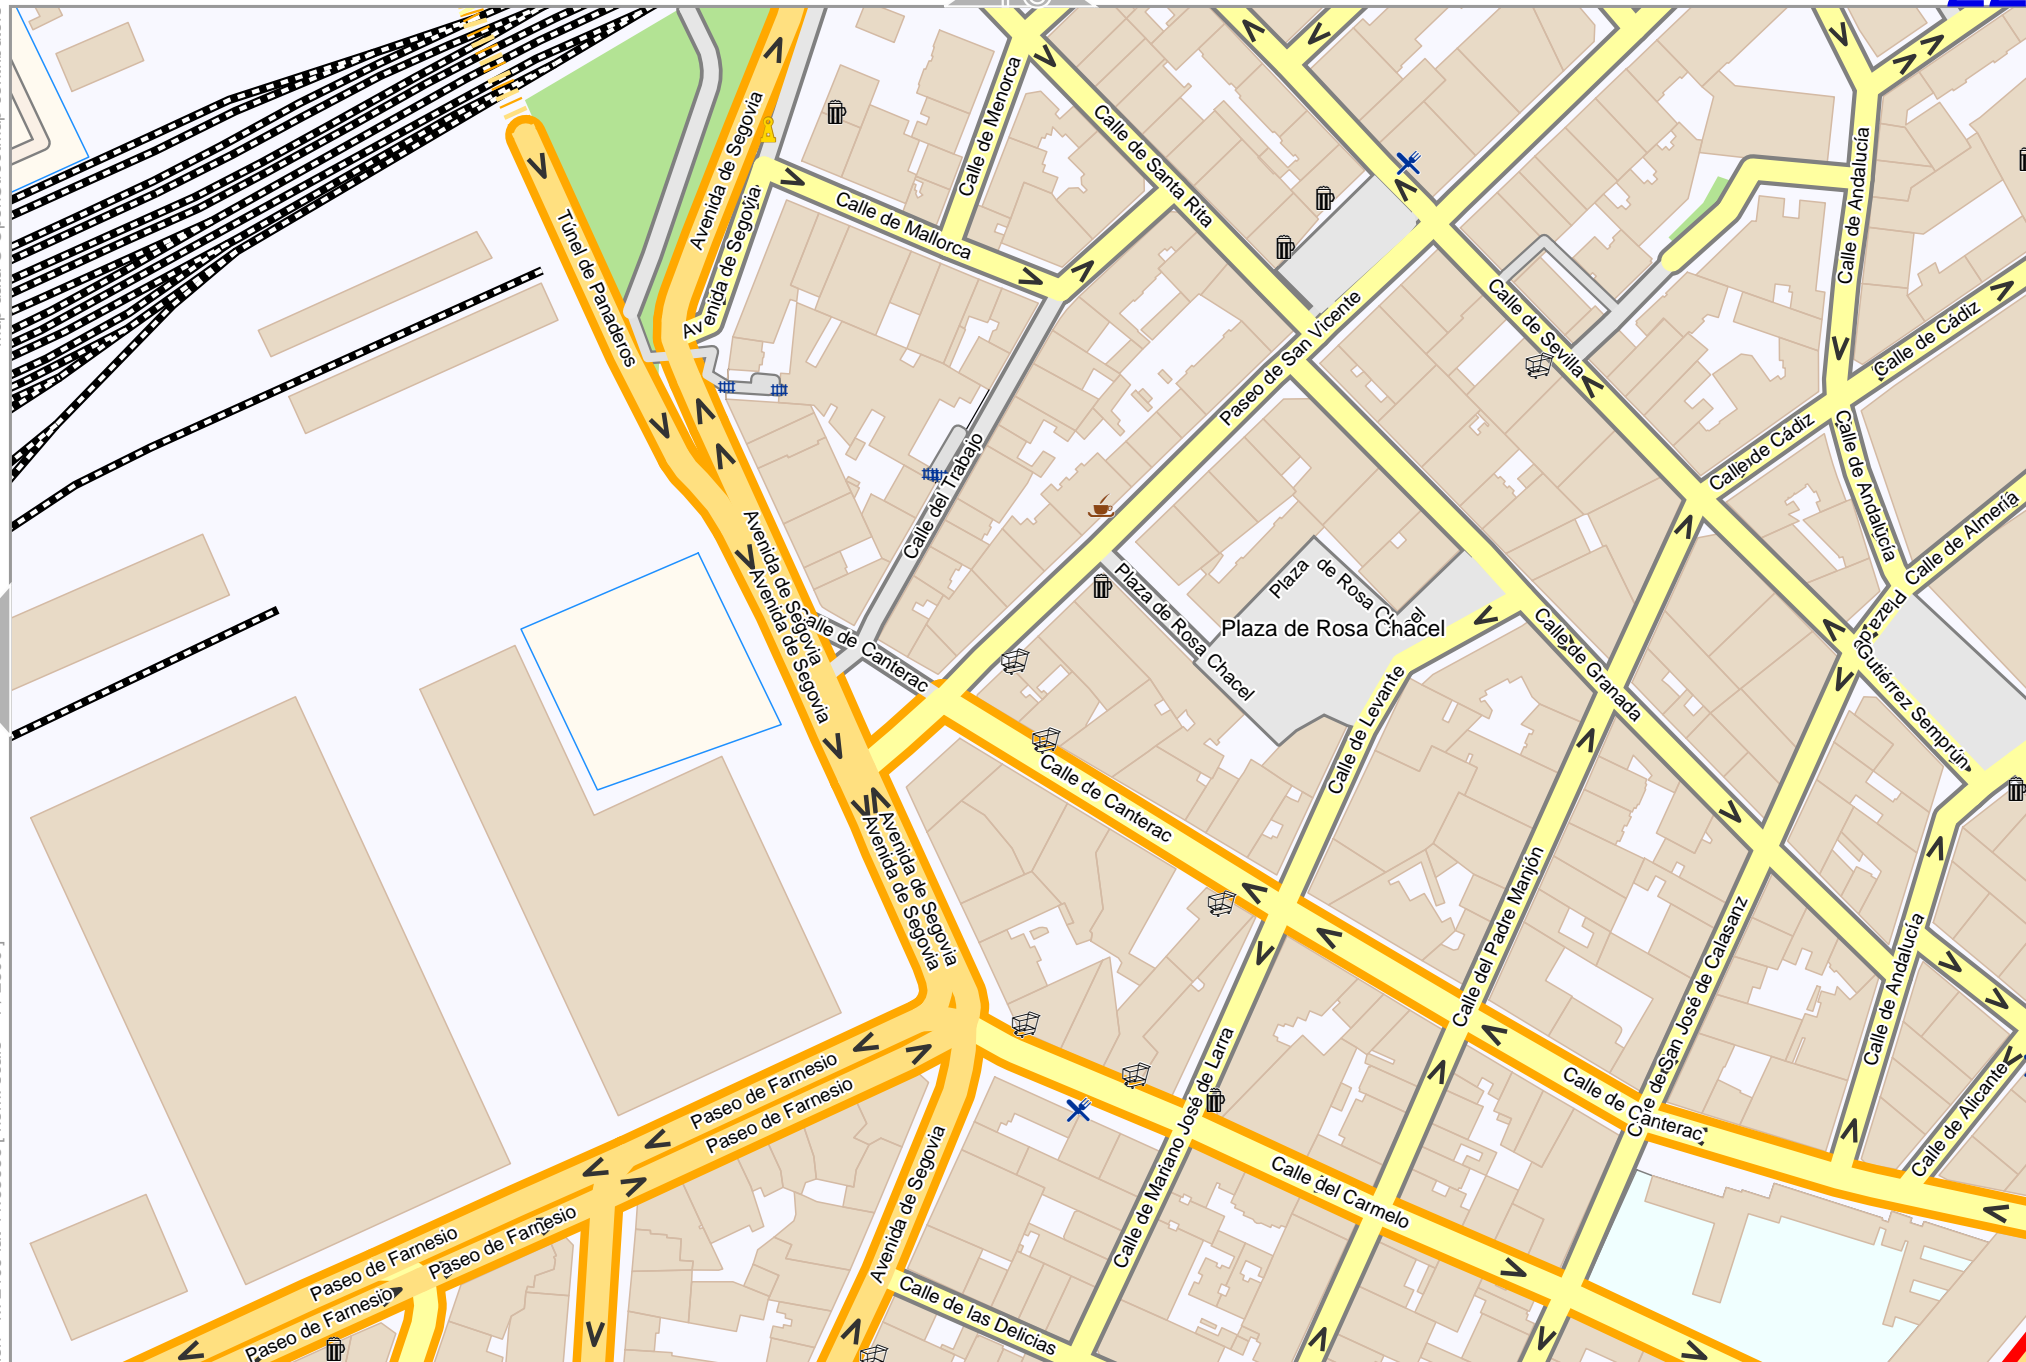 Avenida de Segovia
Calle de Menorca
Calle de Santa Rita
Calle de Andalucía
Túnel de Panaderos
Avenida de Segovia
Calle de Mallorca
Avenida de Segovia
Paseo de San Vicente
Calle de Sevilla
Calle de Cádiz
Calle de Cádiz
Calle de Andalucía
Calle del Trabajo
Calle de Almería
Avenida de Segovia
Avenida de Segovia
Plaza de Rosa Chacel
Plaza de Rosa Chacel
Plaza de Rosa Chacel
Calle de Canterac
Calle de Granada
Plaza de
Gutiérrez Semprún
Calle de Levante
Calle de Canterac
Avenida de Segovia
Avenida de Segovia
Calle del Padre Manjón
Calle de San José de Calasanz
Calle de Andalucía
Paseo de Farnesio
Paseo de Farnesio
Calle de Mariano José de Larra
Calle de Canterac
Calle de Alicante
Avenida de Segovia
Calle del Carmelo
Paseo de Farnesio
Paseo de Farnesio
Paseo de Farnesio
Calle de las Delicias